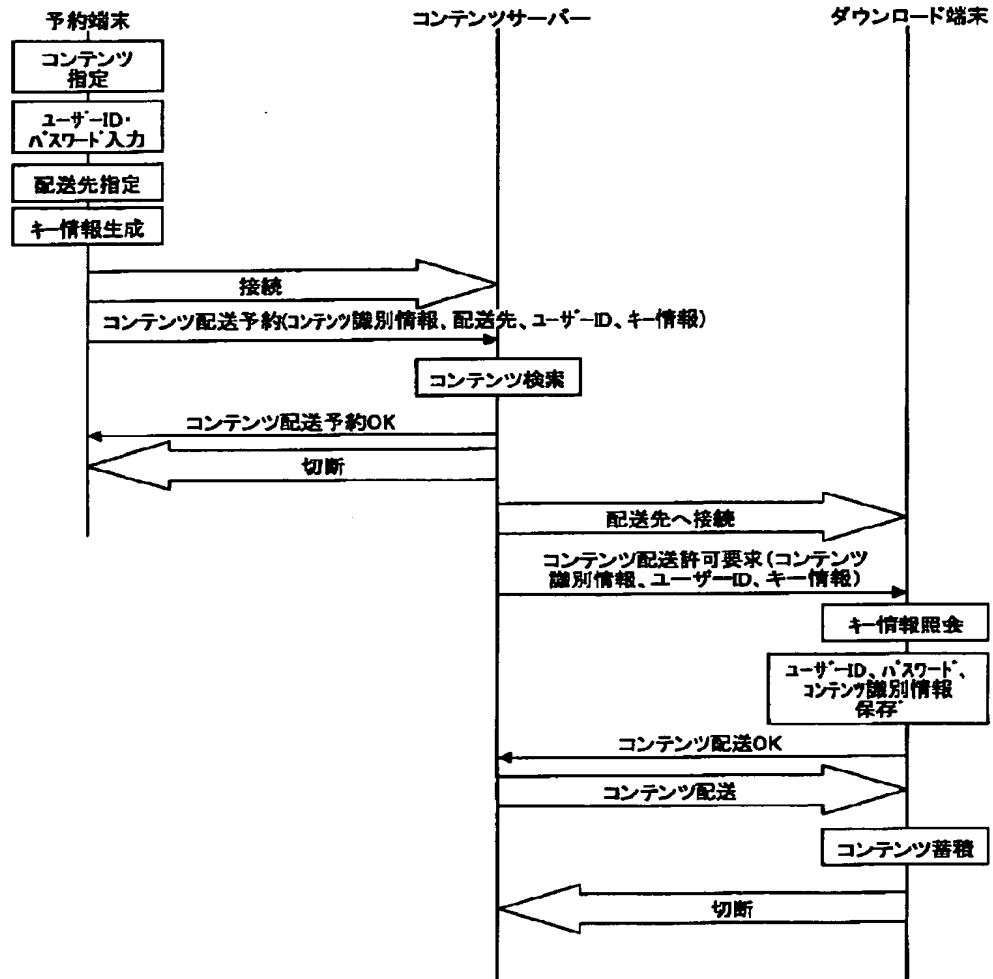 予約端末
コンテンツサーバー
ダウンロード端末
コンテンツ
指定
ユーザーID・
パスワード入力
配送先指定
キー情報生成
接続
コンテンツ配送予約(コンテンツ識別情報、配送先、ユーザーID、キー情報)
コンテンツ検索
コンテンツ配送予約OK
切断
配送先へ接続
コンテンツ配送許可要求(コンテンツ
識別情報、ユーザーID、キー情報)
キー情報照会
ユーザーID、パスワード、
コンテンツ識別情報
保存
コンテンツ配送OK
コンテンツ配送
コンテンツ蓄積
切断